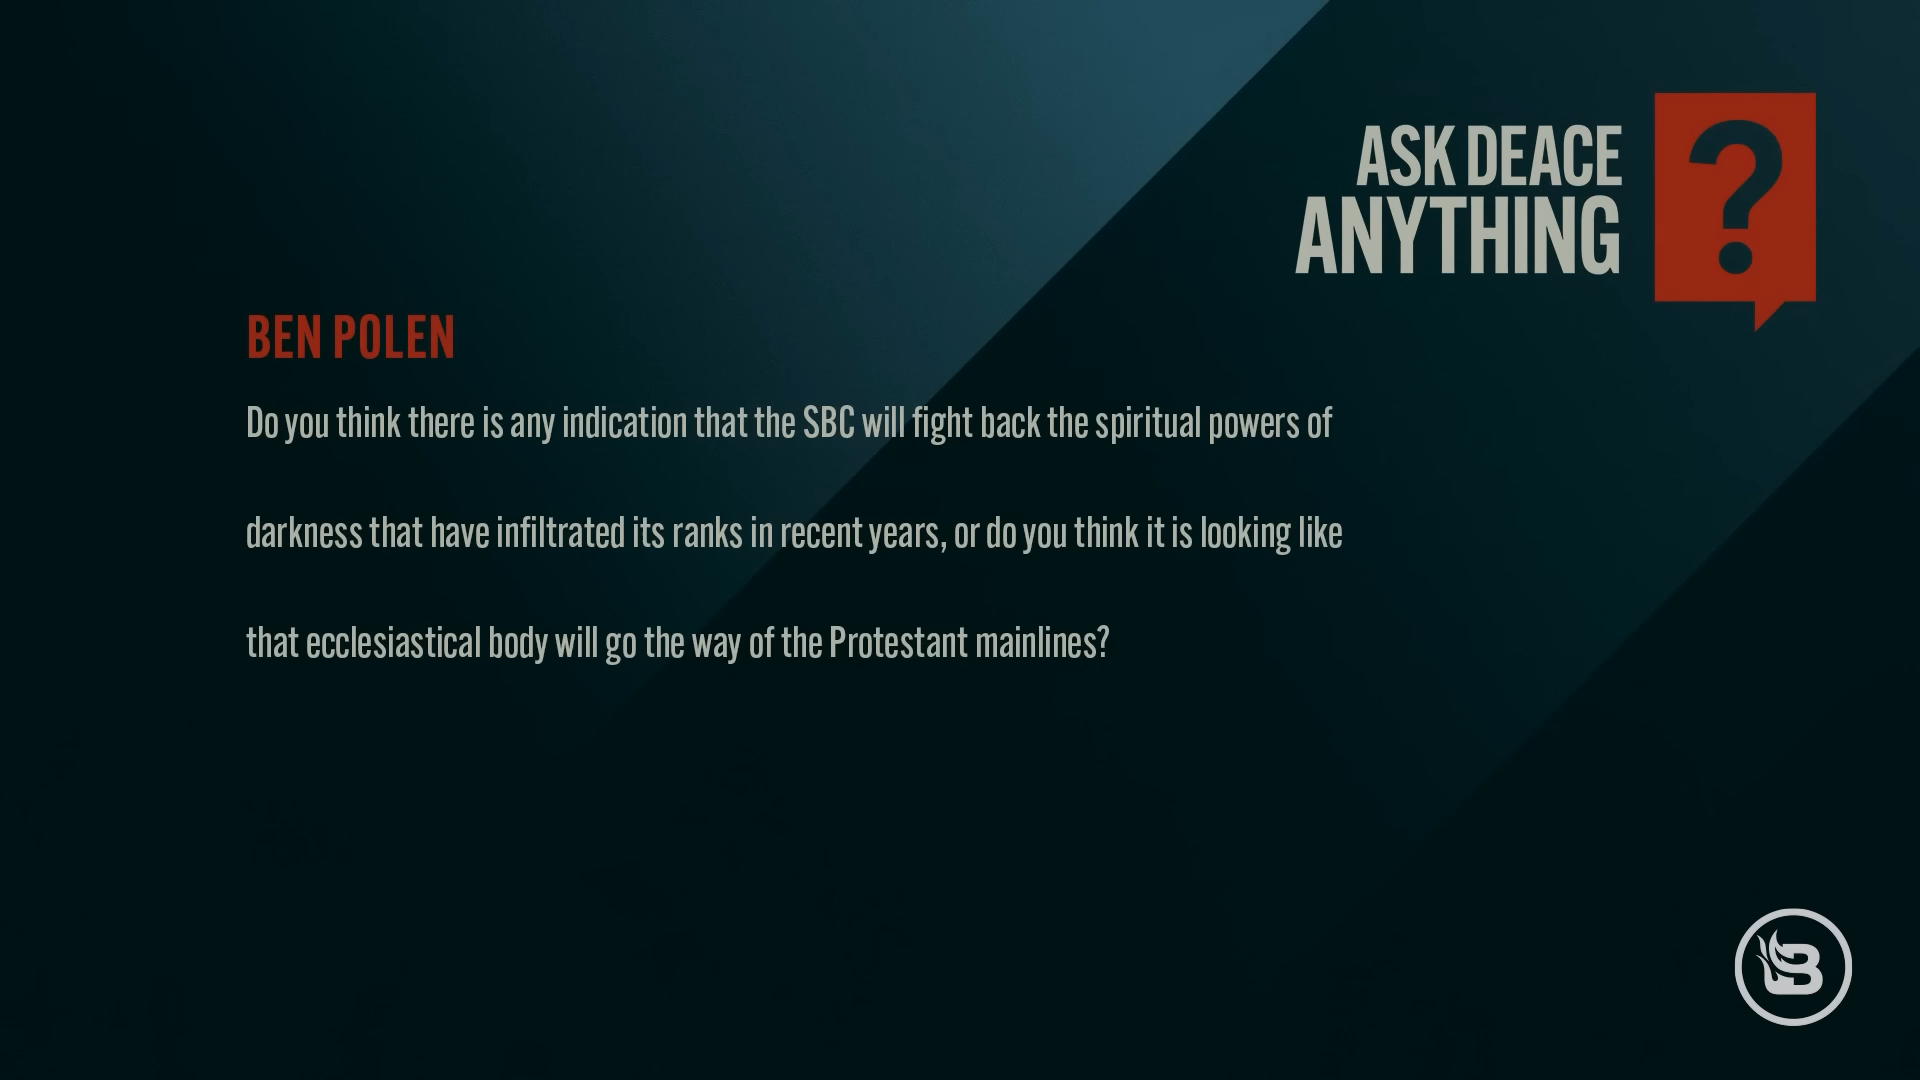 ASK DEACE
ANYTHING
?
BEN POLEN
Do you think there is any indication that the SBC will fight back the spiritual powers of
darkness that have infiltrated its ranks in recent years, or do you think it is looking like
that ecclesiastical body will go the way of the Protestant mainlines?
B